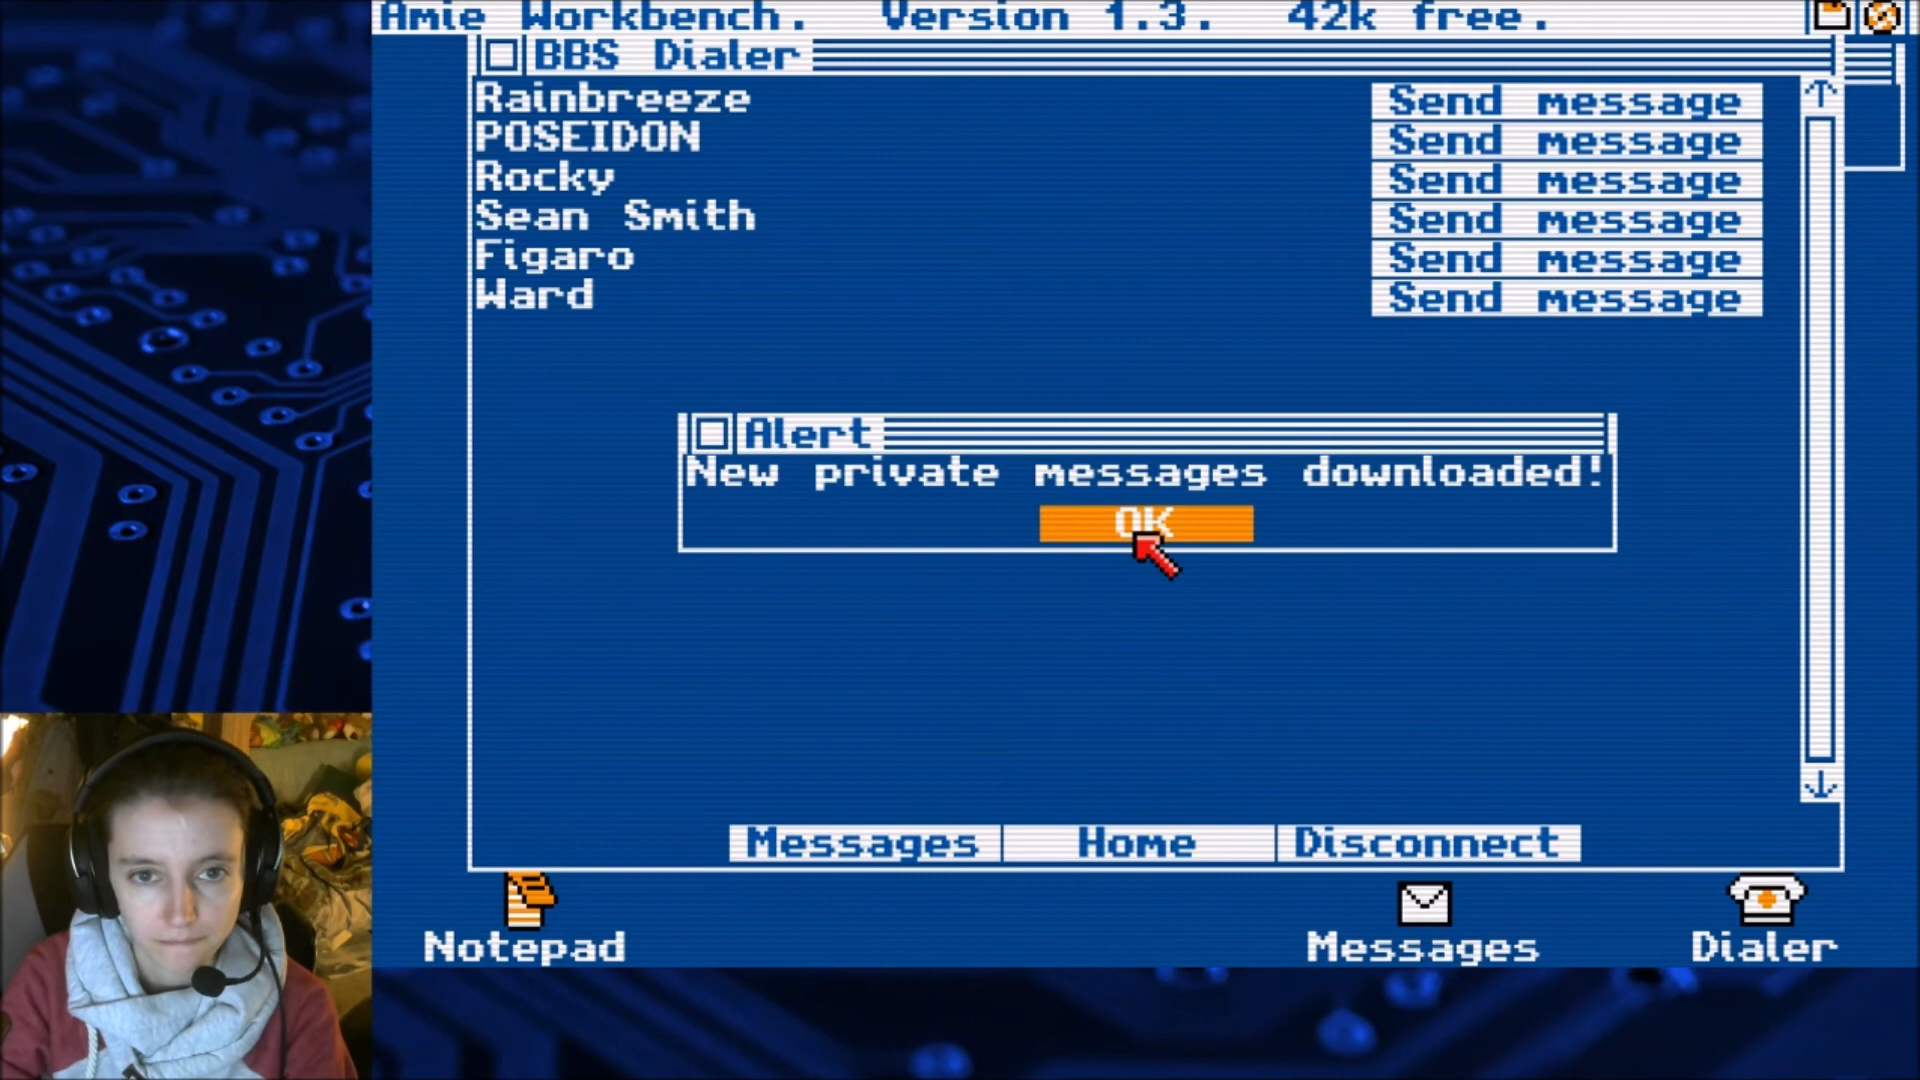 Amie Workbench. Version 1.3. 42k free.
BBS Dialer
Rainbreeze Send message
POSEIDON Send message
Rocky Send message
Sean Smith Send message
Figaro Send message
Ward Send message
Alert
New private messages downloaded!
OK
Messages Home Disconnect
Notepad Messages Dialer